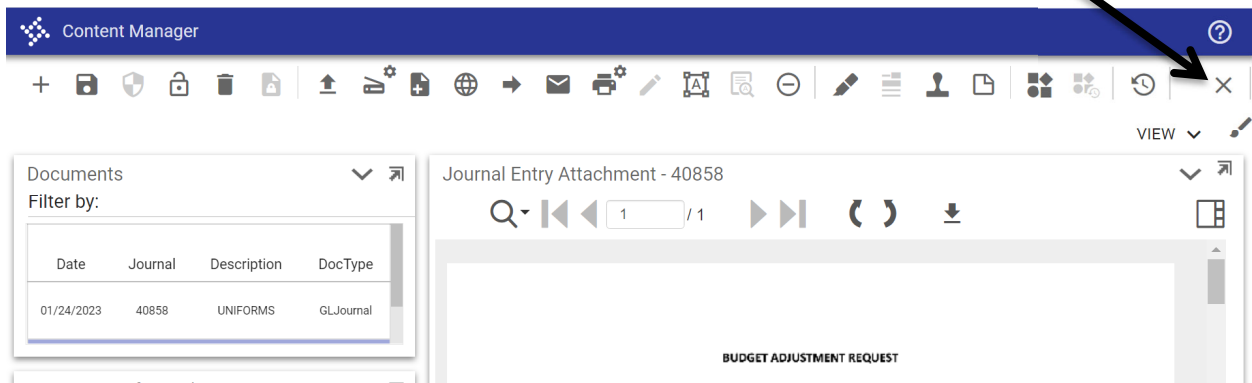 Content Manager
VIEW
Documents
Filter by:
Date Journal Description DocType
01/24/2023 40858 UNIFORMS GLJournal
Journal Entry Attachment - 40858
1 / 1
BUDGET ADJUSTMENT REQUEST